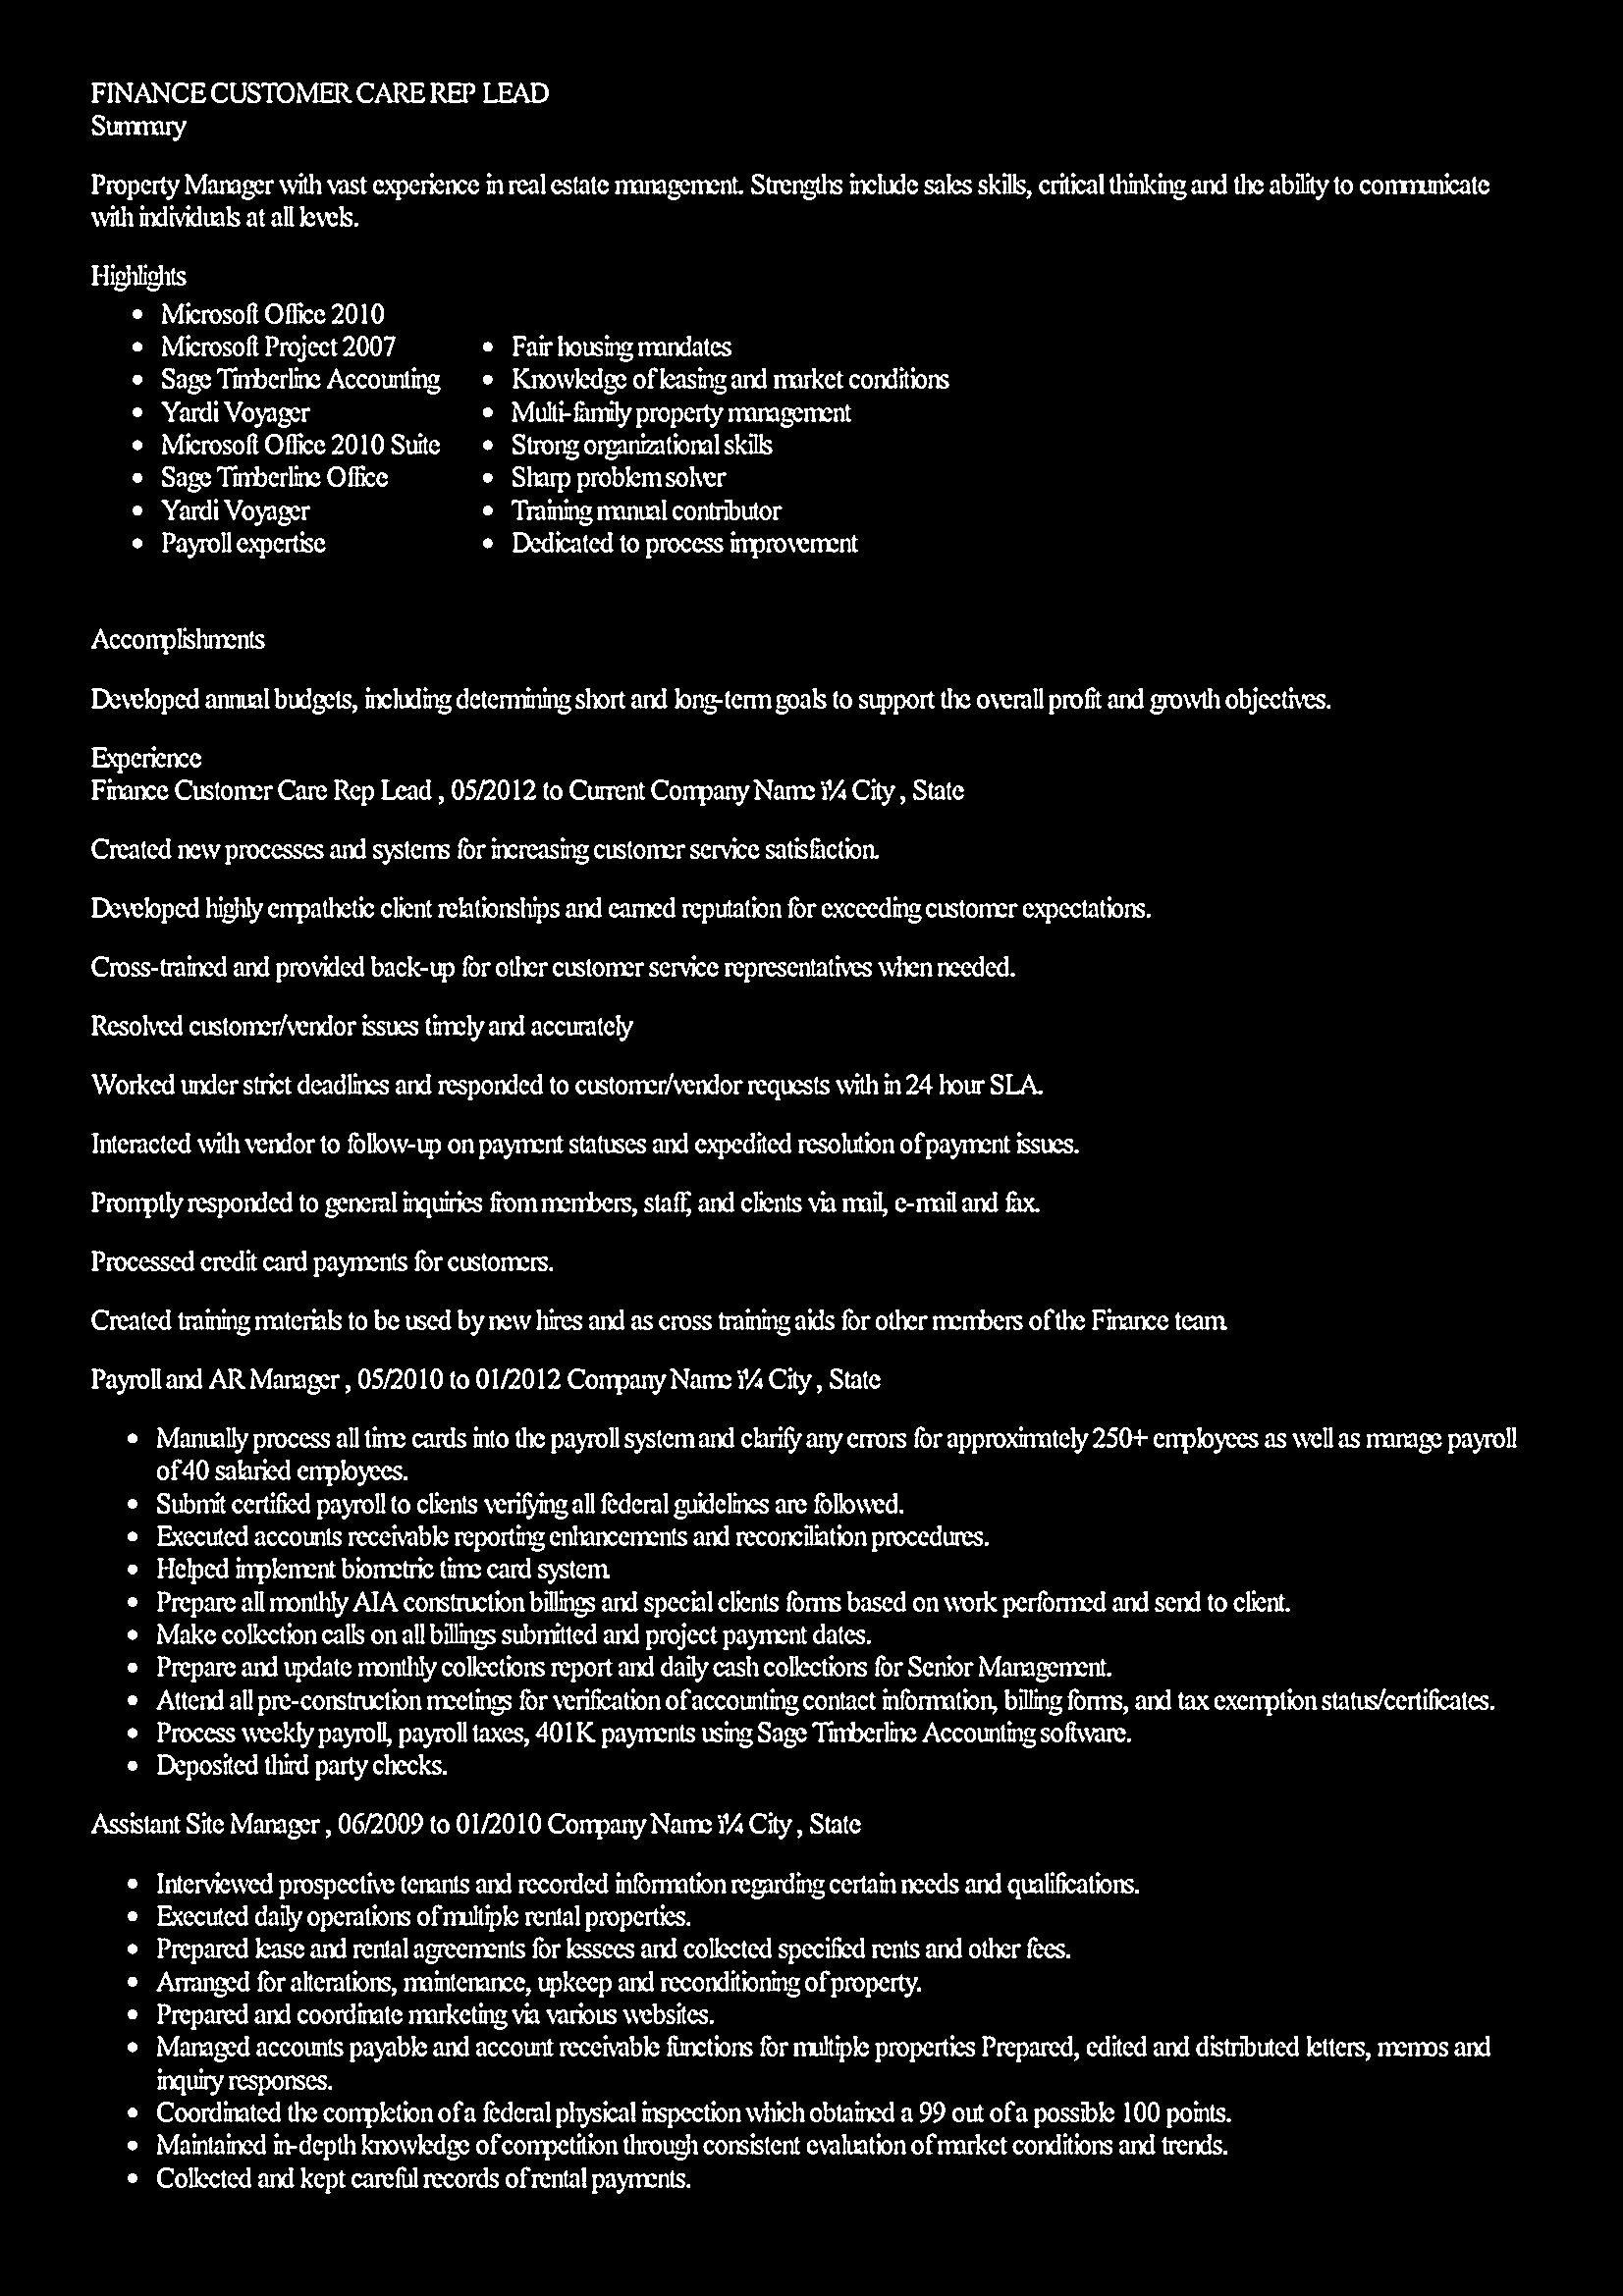 FINANCE CUSTOMER CARE REP LEAD
Summary
Property Manager with vast experience in real estate management. Strengths include sales skills, critical thinking and the ability to communicate
with individuals at all levels.
Highlights
• Microsoft Office 2010
• Microsoft Project 2007
• Sage Timberline Accounting
• Yardi Voyager
• Microsoft Office 2010 Suite
• Sage Timberline Office
• Yardi Voyager
• Payroll expertise
• Fair housing mandates
• Knowledge of leasing and market conditions
• Multi-family property management
• Strong organizational skills
• Sharp problem solver
• Training manual contributor
• Dedicated to process improvement
Accomplishments
Developed annual budgets, including determining short and long-term goals to support the overall profit and growth objectives.
Experience
Finance Customer Care Rep Lead , 05/2012 to Current Company Name ï¼ City , State
Created new processes and systems for increasing customer service satisfaction.
Developed highly empathetic client relationships and earned reputation for exceeding customer expectations.
Cross-trained and provided back-up for other customer service representatives when needed.
Resolved customer/vendor issues timely and accurately
Worked under strict deadlines and responded to customer/vendor requests with in 24 hour SLA.
Interacted with vendor to follow-up on payment statuses and expedited resolution of payment issues.
Promptly responded to general inquiries from members, staff, and clients via mail, e-mail and fax.
Processed credit card payments for customers.
Created training materials to be used by new hires and as cross training aids for other members of the Finance team.
Payroll and AR Manager , 05/2010 to 01/2012 Company Name ï¼ City , State
• Manually process all time cards into the payroll system and clarify any errors for approximately 250+ employees as well as manage payroll
of 40 salaried employees.
• Submit certified payroll to clients verifying all federal guidelines are followed.
• Executed accounts receivable reporting enhancements and reconciliation procedures.
• Helped implement biometric time card system.
• Prepare all monthly AIA construction billings and special clients forms based on work performed and send to client.
• Make collection calls on all billings submitted and project payment dates.
• Prepare and update monthly collections report and daily cash collections for Senior Management.
• Attend all pre-construction meetings for verification of accounting contact information, billing forms, and tax exemption status/certificates.
• Process weekly payroll, payroll taxes, 401K payments using Sage Timberline Accounting software.
• Deposited third party checks.
Assistant Site Manager , 06/2009 to 01/2010 Company Name ï¼ City , State
• Interviewed prospective tenants and recorded information regarding certain needs and qualifications.
• Executed daily operations of multiple rental properties.
• Prepared lease and rental agreements for lessees and collected specified rents and other fees.
• Arranged for alterations, maintenance, upkeep and reconditioning of property.
• Prepared and coordinate marketing via various websites.
• Managed accounts payable and account receivable functions for multiple properties Prepared, edited and distributed letters, memos and
inquiry responses.
• Coordinated the completion of a federal physical inspection which obtained a 99 out of a possible 100 points.
• Maintained in-depth knowledge of competition through consistent evaluation of market conditions and trends.
• Collected and kept careful records of rental payments.